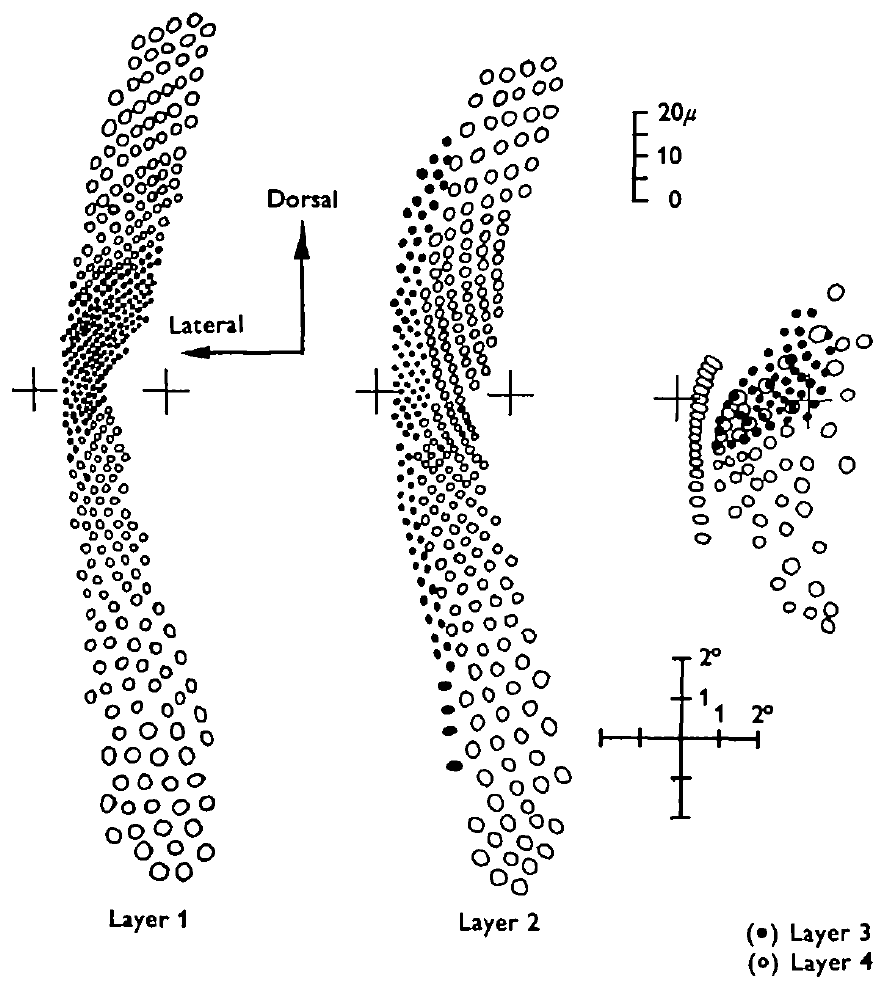 20μ
10
0
Dorsal
Lateral
2°
1
1 2°
Layer 1
Layer 2
(•) Layer 3
(o) Layer 4